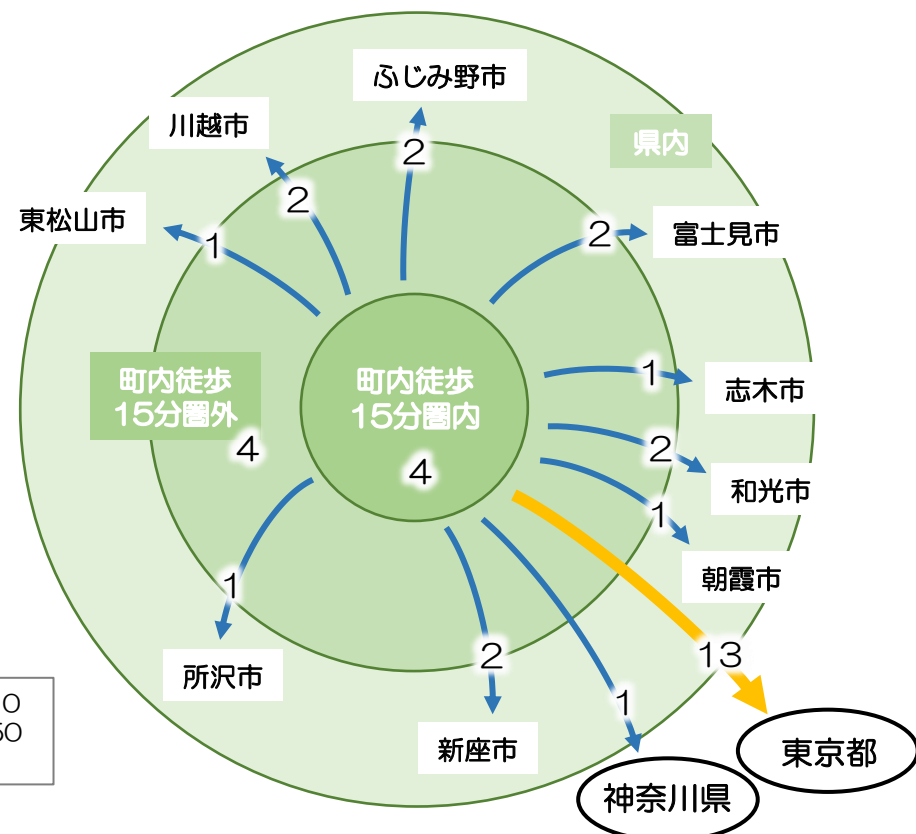 ふじみ野市
川越市
県内
2
2
東松山市
1
2
富士見市
町内徒歩
15分圏外
4
町内徒歩
15分圏内
4
1
志木市
2
和光市
1
朝霞市
1
所沢市
2
新座市
1
神奈川県
13
東京都
0
50